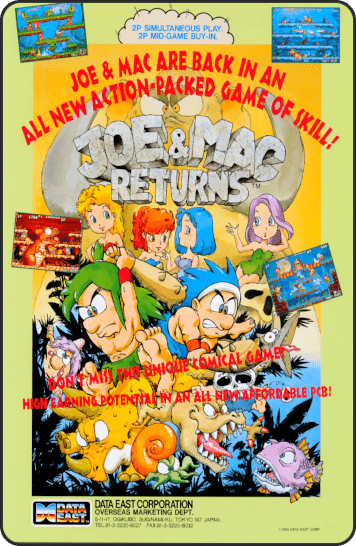 2P SIMULTANEOUS PLAY.
2P MID-GAME BUY-IN.
JOE & MAC ARE BACK IN AN
ALL NEW ACTION-PACKED GAME OF SKILL!
JOE & MAC
RETURNS™
DON'T MISS THIS UNIQUE COMICAL GAME!
HIGH EARNING POTENTIAL IN AN ALL NEW AFFORDABLE PCB!
DATA
EAST
DATA EAST CORPORATION
OVERSEAS MARKETING DEPT.